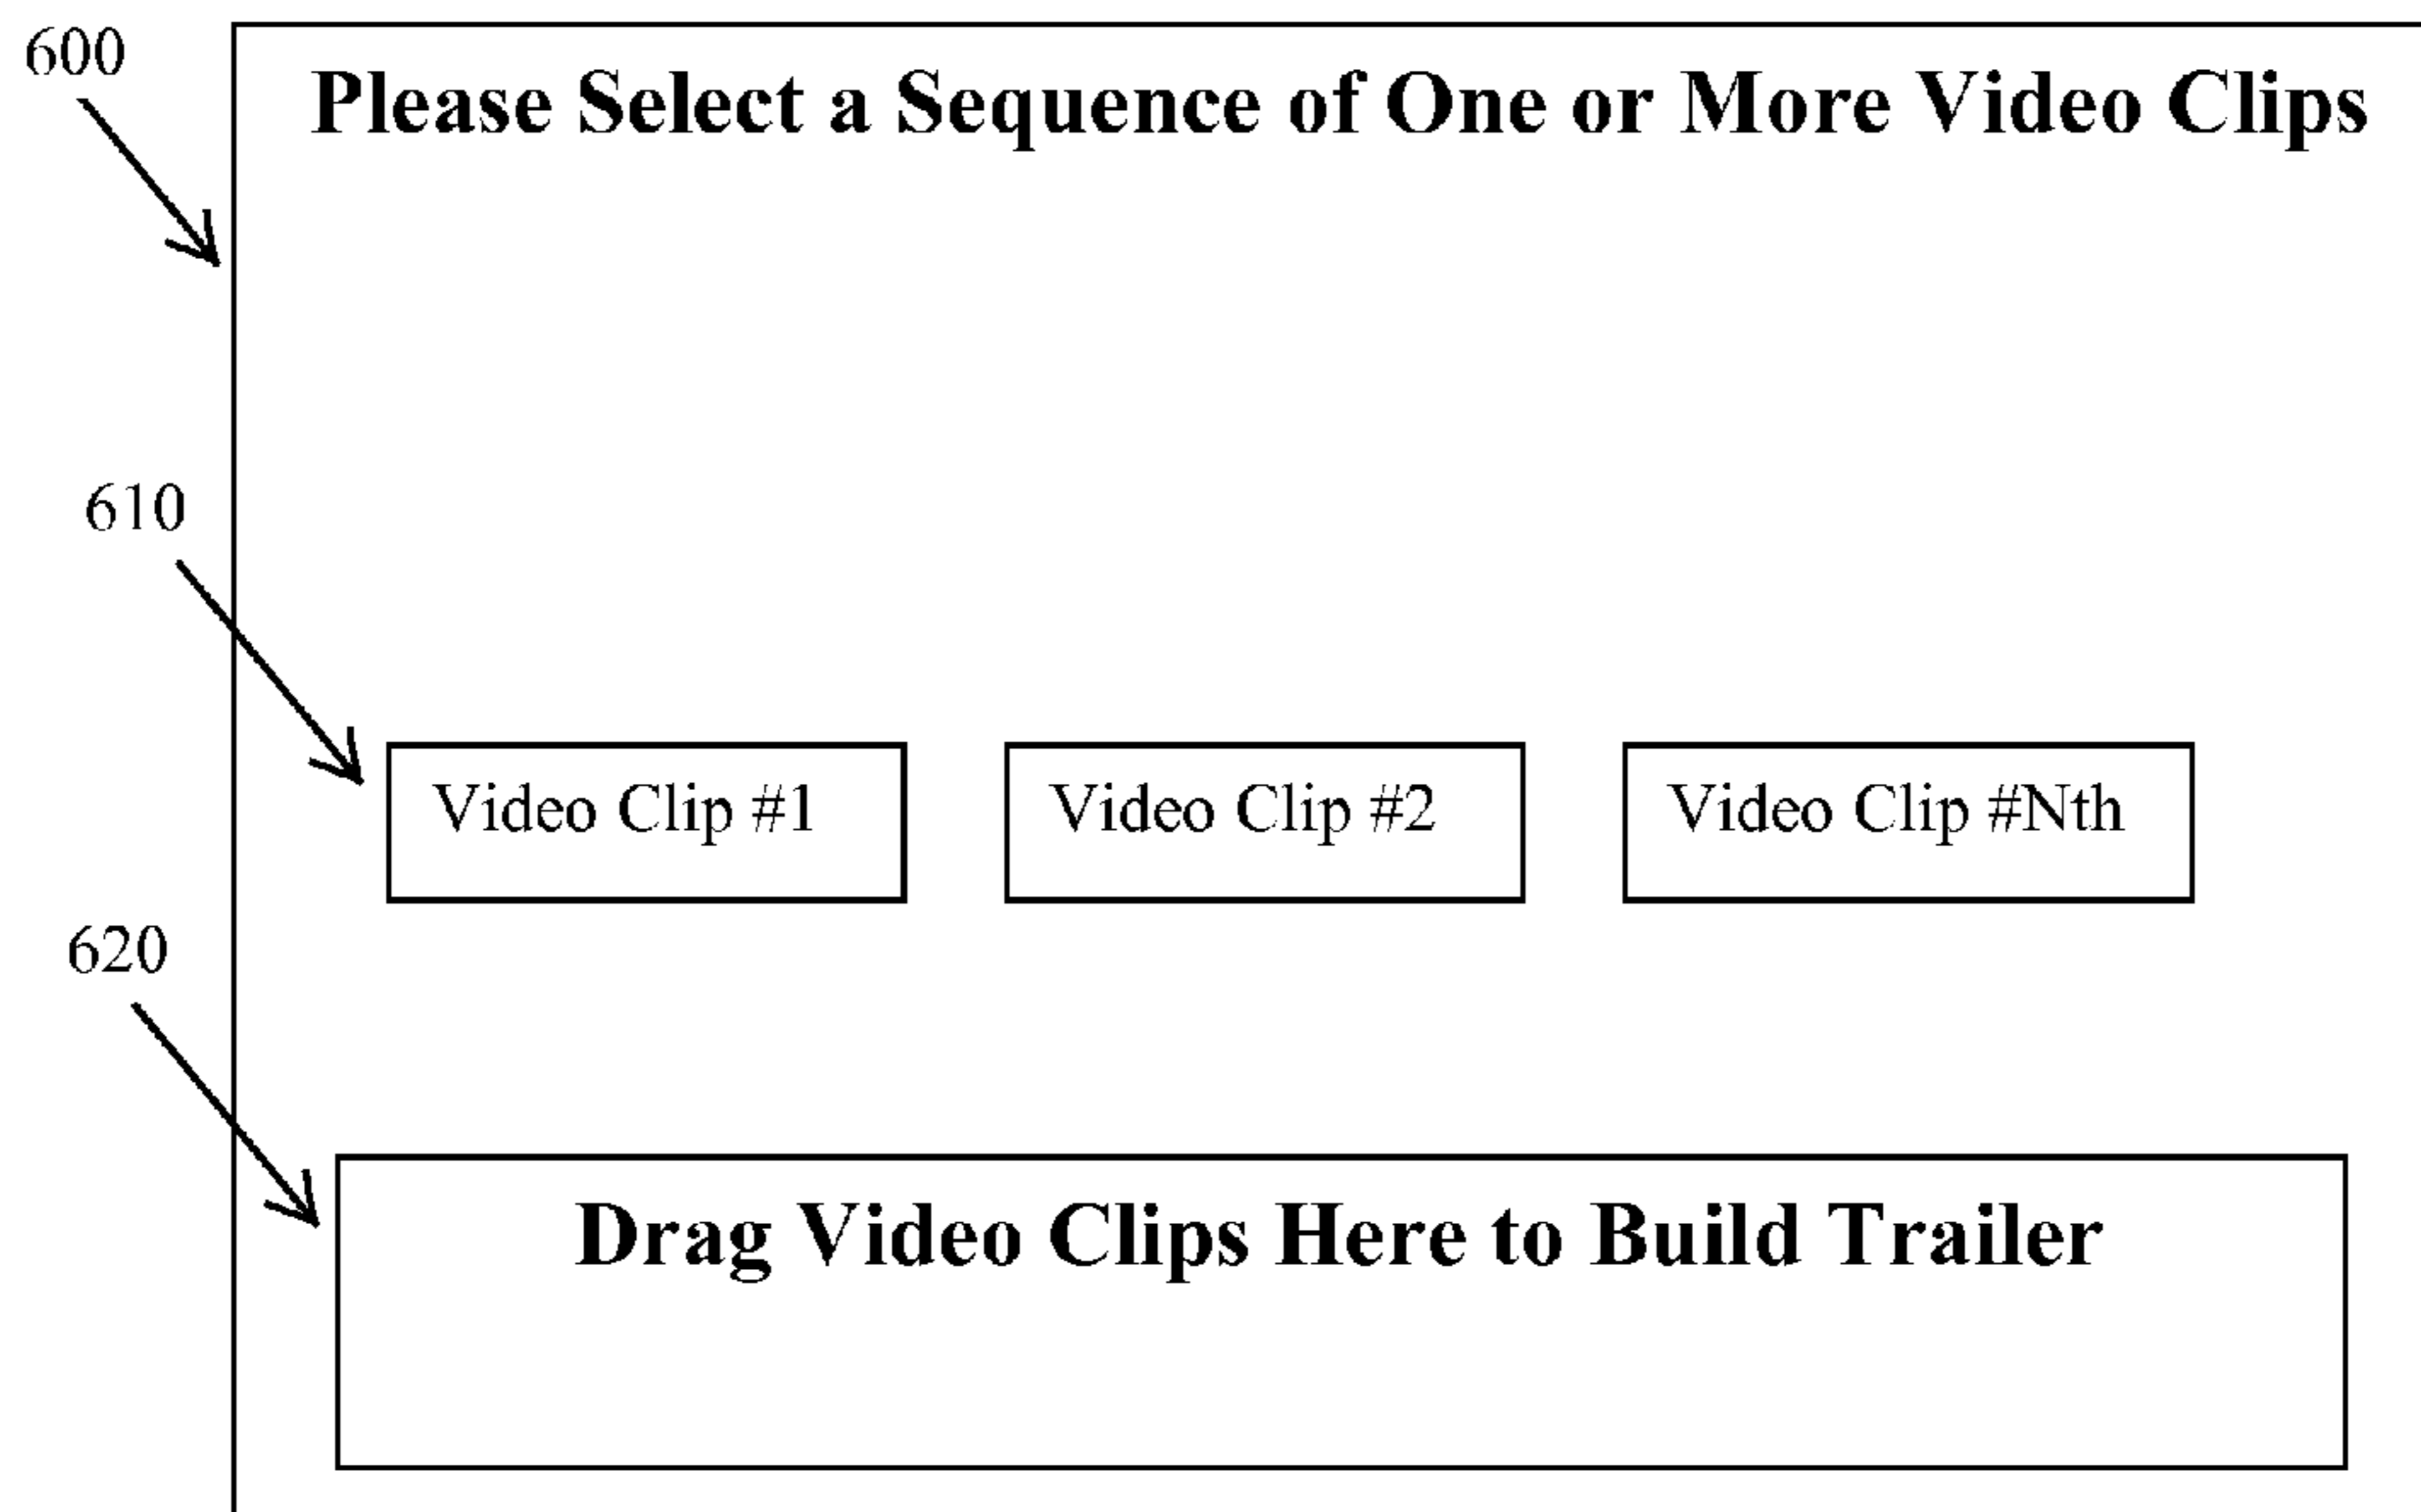 600
Please Select a Sequence of One or More Video Clips
610
Video Clip #1
Video Clip #2
Video Clip #Nth
620
Drag Video Clips Here to Build Trailer